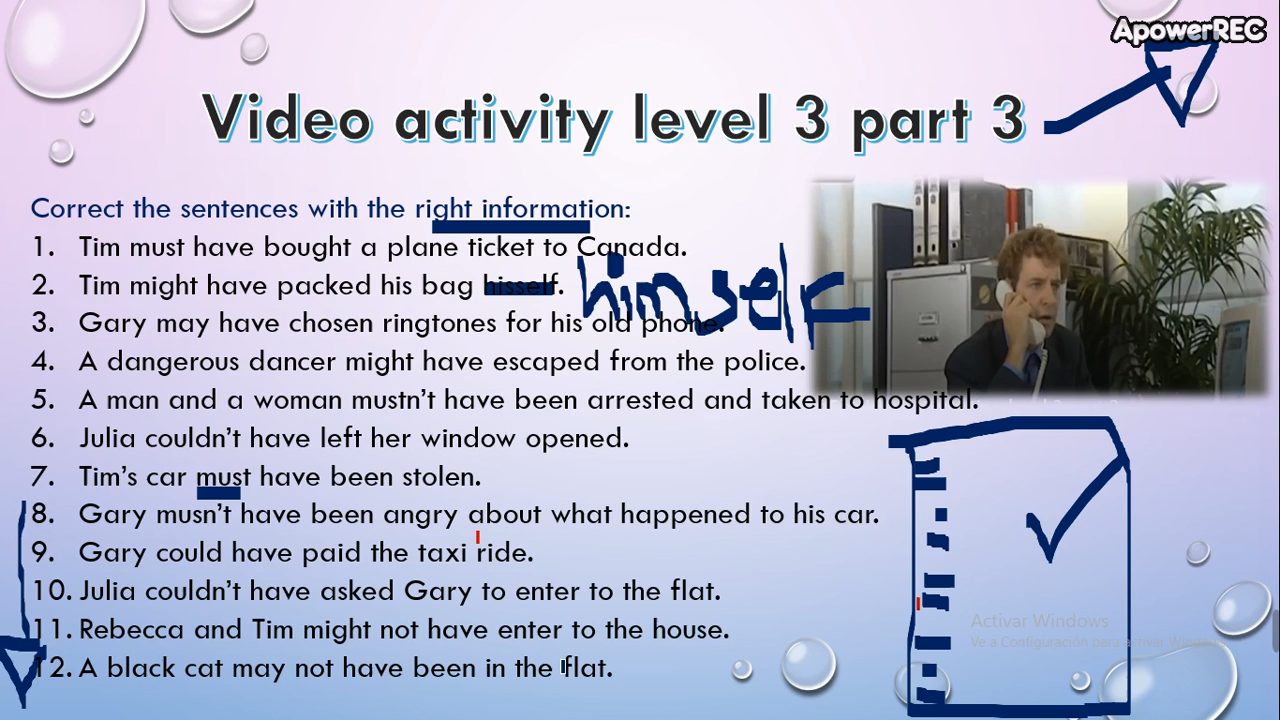 ApowerREC
Video activity level 3 part 3
Correct the sentences with the right information:
1. Tim must have bought a plane ticket to Canada.
2. Tim might have packed his bag hisself. himself
3. Gary may have chosen ringtones for his old phone.
4. A dangerous dancer might have escaped from the police.
5. A man and a woman mustn't have been arrested and taken to hospital.
6. Julia couldn't have left her window opened.
7. Tim's car must have been stolen.
8. Gary musn't have been angry about what happened to his car.
9. Gary could have paid the taxi ride.
10. Julia couldn't have asked Gary to enter to the flat.
11. Rebecca and Tim might not have enter to the house.
12. A black cat may not have been in the flat.
Activar Windows
Ve a Configuración para activar Windows.